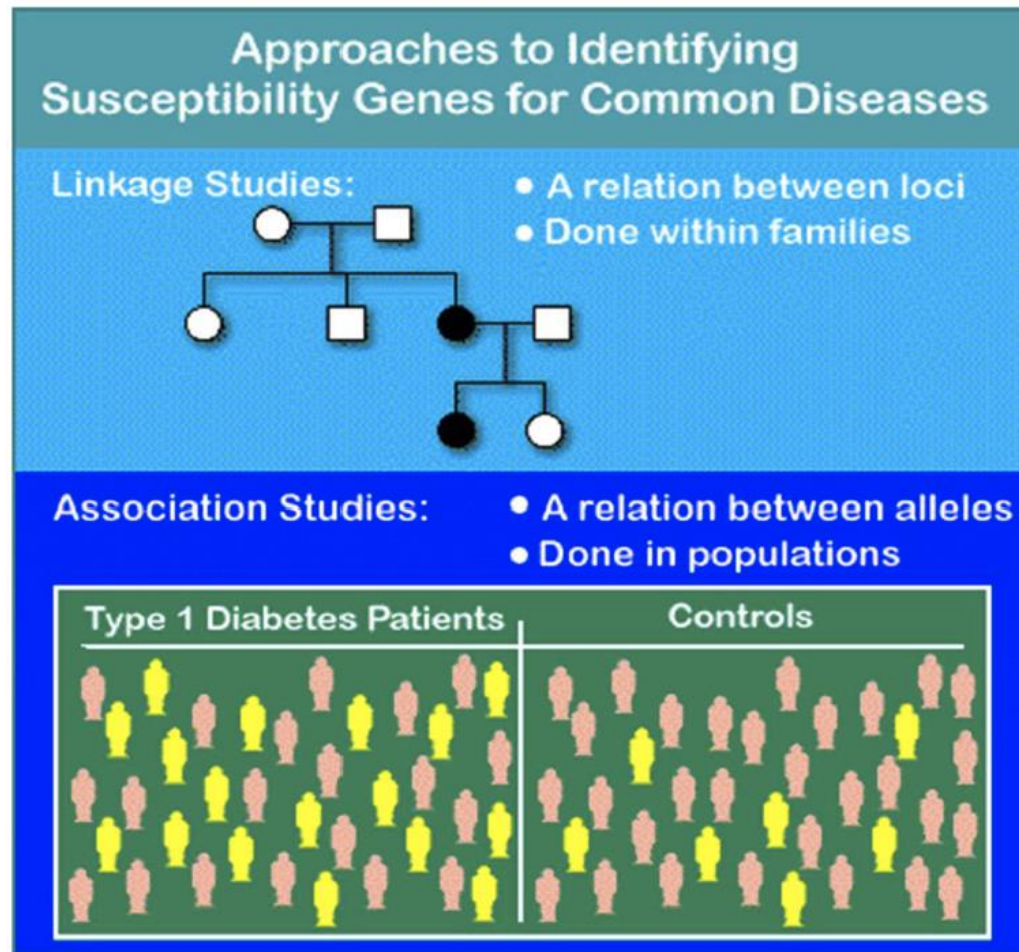 Approaches to Identifying
Susceptibility Genes for Common Diseases
Linkage Studies:
• A relation between loci
• Done within families
Association Studies:
• A relation between alleles
• Done in populations
Type 1 Diabetes Patients
Controls